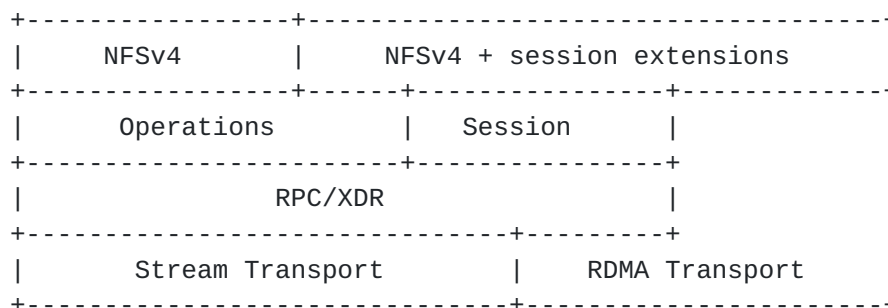 NFSv4 NFSv4 + session extensions
Operations Session
RPC/XDR
Stream Transport RDMA Transport